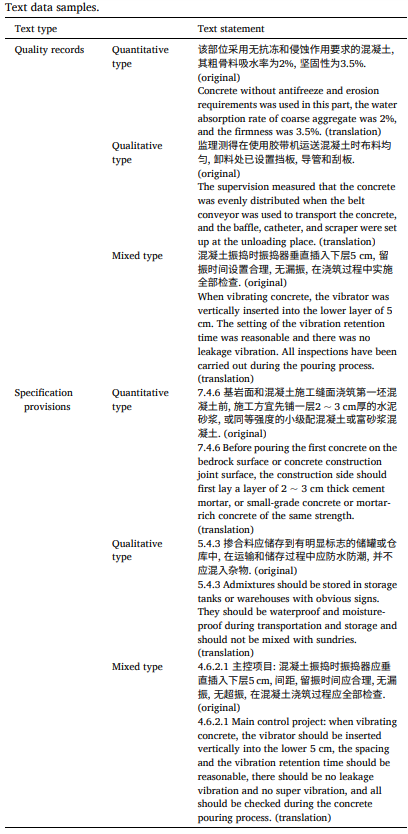 Text data samples.
Text type Text statement
Quality records Quantitative 该部位采用无抗冻和侵蚀作用要求的混凝土,
type 其粗骨料吸水率为2%, 坚固性为3.5%.
(original)
Concrete without antifreeze and erosion
requirements was used in this part, the water
absorption rate of coarse aggregate was 2%,
and the firmness was 3.5%. (translation)
Qualitative 监理测得在使用胶带机运送混凝土时布料均
type 匀, 卸料处已设置挡板, 导管和刮板.
(original)
The supervision measured that the concrete
was evenly distributed when the belt
conveyor was used to transport the concrete,
and the baffle, catheter, and scraper were set
up at the unloading place. (translation)
Mixed type 混凝土振捣时振捣器垂直插入下层5 cm, 留
振时间设置合理, 无漏振, 在浇筑过程中实施
全部检查. (original)
When vibrating concrete, the vibrator was
vertically inserted into the lower layer of 5
cm. The setting of the vibration retention
time was reasonable and there was no
leakage vibration. All inspections have been
carried out during the pouring process.
(translation)
Specification Quantitative 7.4.6 基岩面和混凝土施工缝面浇筑第一坯混
provisions type 凝土前, 施工方宜先铺一层2 ~ 3 cm厚的水泥
砂浆, 或同等强度的小级配混凝土或富砂浆混
凝土. (original)
7.4.6 Before pouring the first concrete on the
bedrock surface or concrete construction
joint surface, the construction side should
first lay a layer of 2 ~ 3 cm thick cement
mortar, or small-grade concrete or mortar-
rich concrete of the same strength.
(translation)
Qualitative 5.4.3 掺合料应储存到有明显标志的储罐或仓
type 库中, 在运输和储存过程中应防水防潮, 并不
应混入杂物. (original)
5.4.3 Admixtures should be stored in storage
tanks or warehouses with obvious signs.
They should be waterproof and moisture-
proof during transportation and storage and
should not be mixed with sundries.
(translation)
Mixed type 4.6.2.1 主控项目: 混凝土振捣时振捣器应垂
直插入下层5 cm, 间距, 留振时间应合理, 无漏
振, 无超振, 在混凝土浇筑过程应全部检查.
(original)
4.6.2.1 Main control project: when vibrating
concrete, the vibrator should be inserted
vertically into the lower 5 cm, the spacing
and the vibration retention time should be
reasonable, there should be no leakage
vibration and no super vibration, and all
should be checked during the concrete
pouring process. (translation)